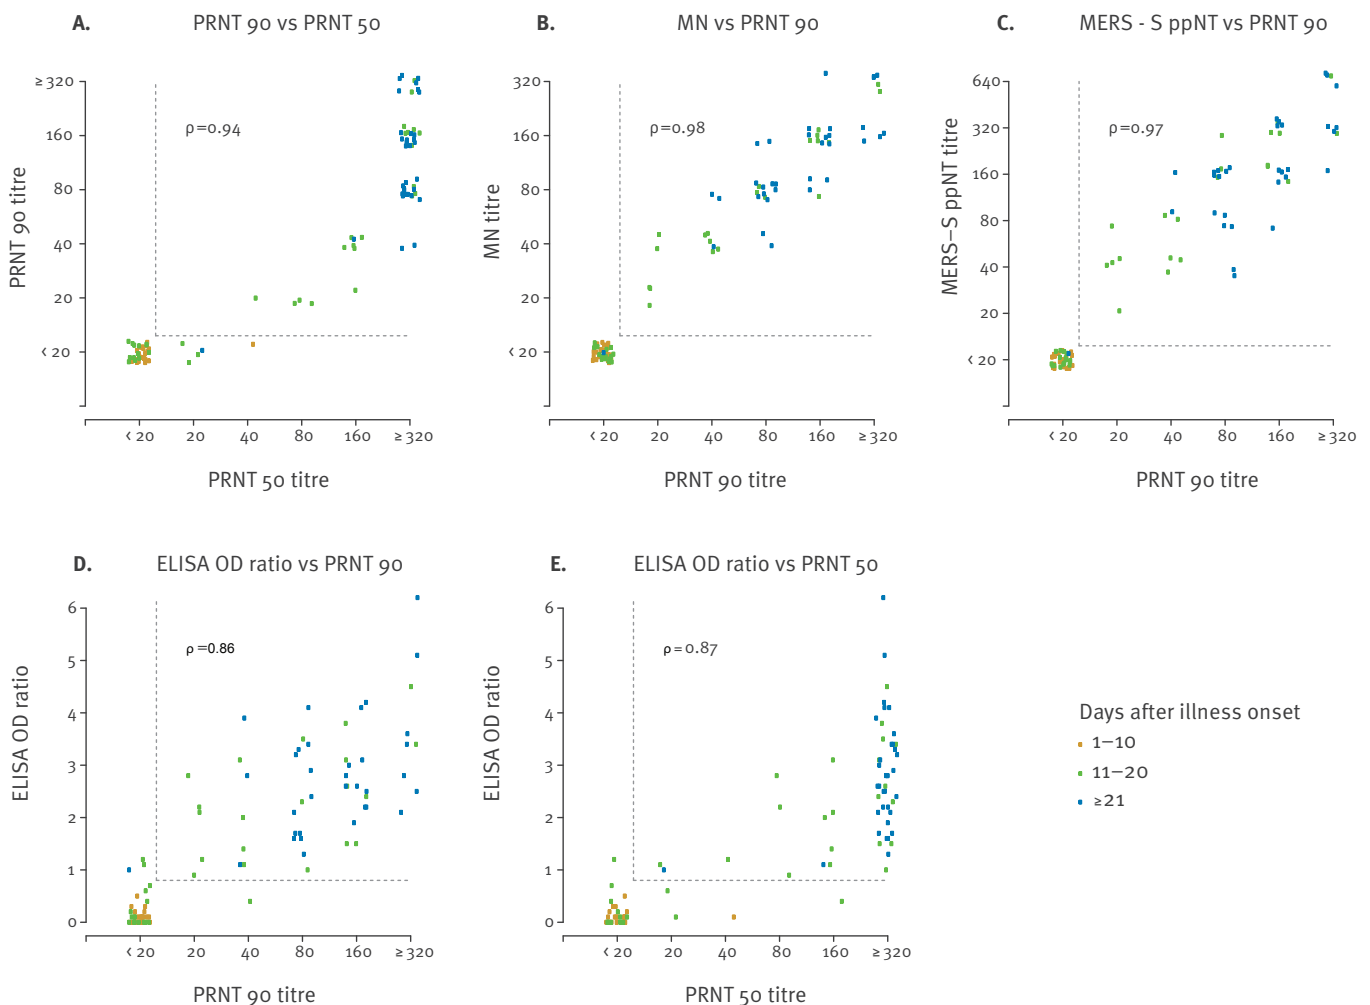 A. PRNT 90 vs PRNT 50
B. MN vs PRNT 90
C. MERS - S ppNT vs PRNT 90
PRNT 90 titre
≥ 320
160
80
40
20
< 20
ρ=0.94
< 20 20 40 80 160 ≥ 320
PRNT 50 titre
MN titre
320
160
80
40
20
< 20
ρ=0.98
< 20 20 40 80 160 ≥ 320
PRNT 90 titre
MERS–S ppNT titre
640
320
160
80
40
20
< 20
ρ=0.97
< 20 20 40 80 160 ≥ 320
PRNT 90 titre
D. ELISA OD ratio vs PRNT 90
E. ELISA OD ratio vs PRNT 50
ELISA OD ratio
6
5
4
3
2
1
0
ρ =0.86
< 20 20 40 80 160 ≥ 320
PRNT 90 titre
ELISA OD ratio
6
5
4
3
2
1
0
ρ = 0.87
< 20 20 40 80 160 ≥ 320
PRNT 50 titre
Days after illness onset
1–10
11–20
≥21